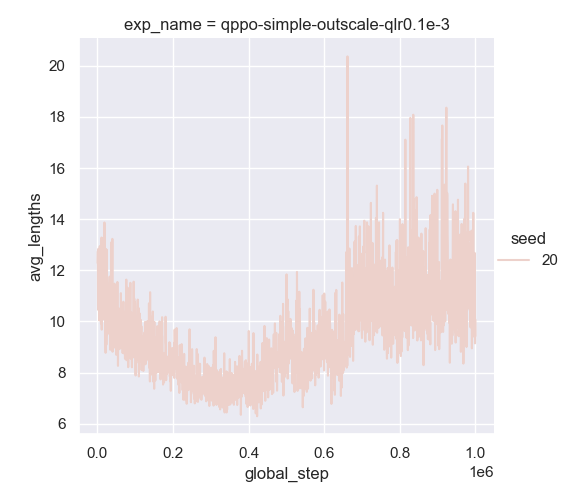 exp_name = qppo-simple-outscale-qlr0.1e-3
20
18
16
14
12
10
8
6
avg_lengths
0.0 0.2 0.4 0.6 0.8 1.0
1e6
global_step
seed
20